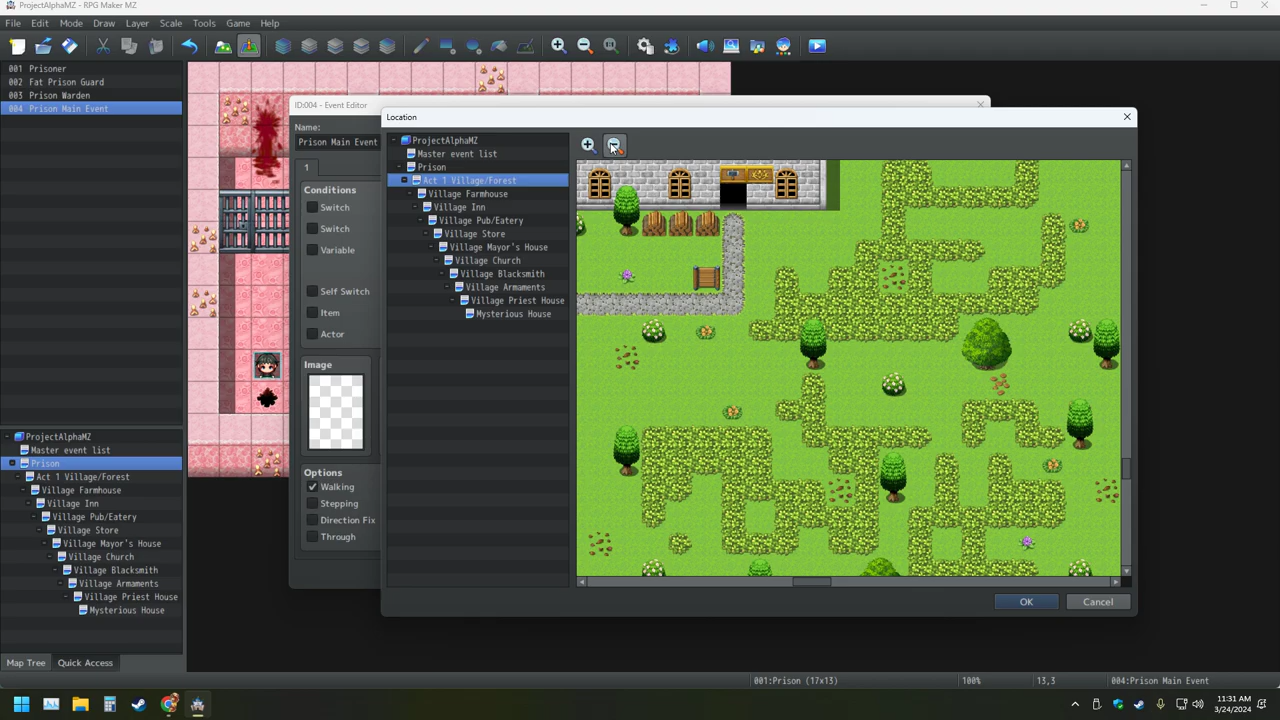 ProjectAlphaMZ - RPG Maker MZ
File Edit Mode Draw Layer Scale Tools Game Help
001 Prisoner
002 Fat Prison Guard
003 Prison Warden
004 Prison Main Event
ID:004 - Event Editor
Name:
Prison Main Event
1
Conditions
Switch
Switch
Variable
Self Switch
Item
Actor
Image
Options
Walking
Stepping
Direction Fix
Through
Location
ProjectAlphaMZ
Master event list
Prison
Act 1 Village/Forest
Village Farmhouse
Village Inn
Village Pub/Eatery
Village Store
Village Mayor's House
Village Church
Village Blacksmith
Village Armaments
Village Priest House
Mysterious House
OK Cancel
ProjectAlphaMZ
Master event list
Prison
Act 1 Village/Forest
Village Farmhouse
Village Inn
Village Pub/Eatery
Village Store
Village Mayor's House
Village Church
Village Blacksmith
Village Armaments
Village Priest House
Mysterious House
Map Tree Quick Access
001:Prison (17x13) 100% 13,3 004:Prison Main Event
11:31 AM
3/24/2024